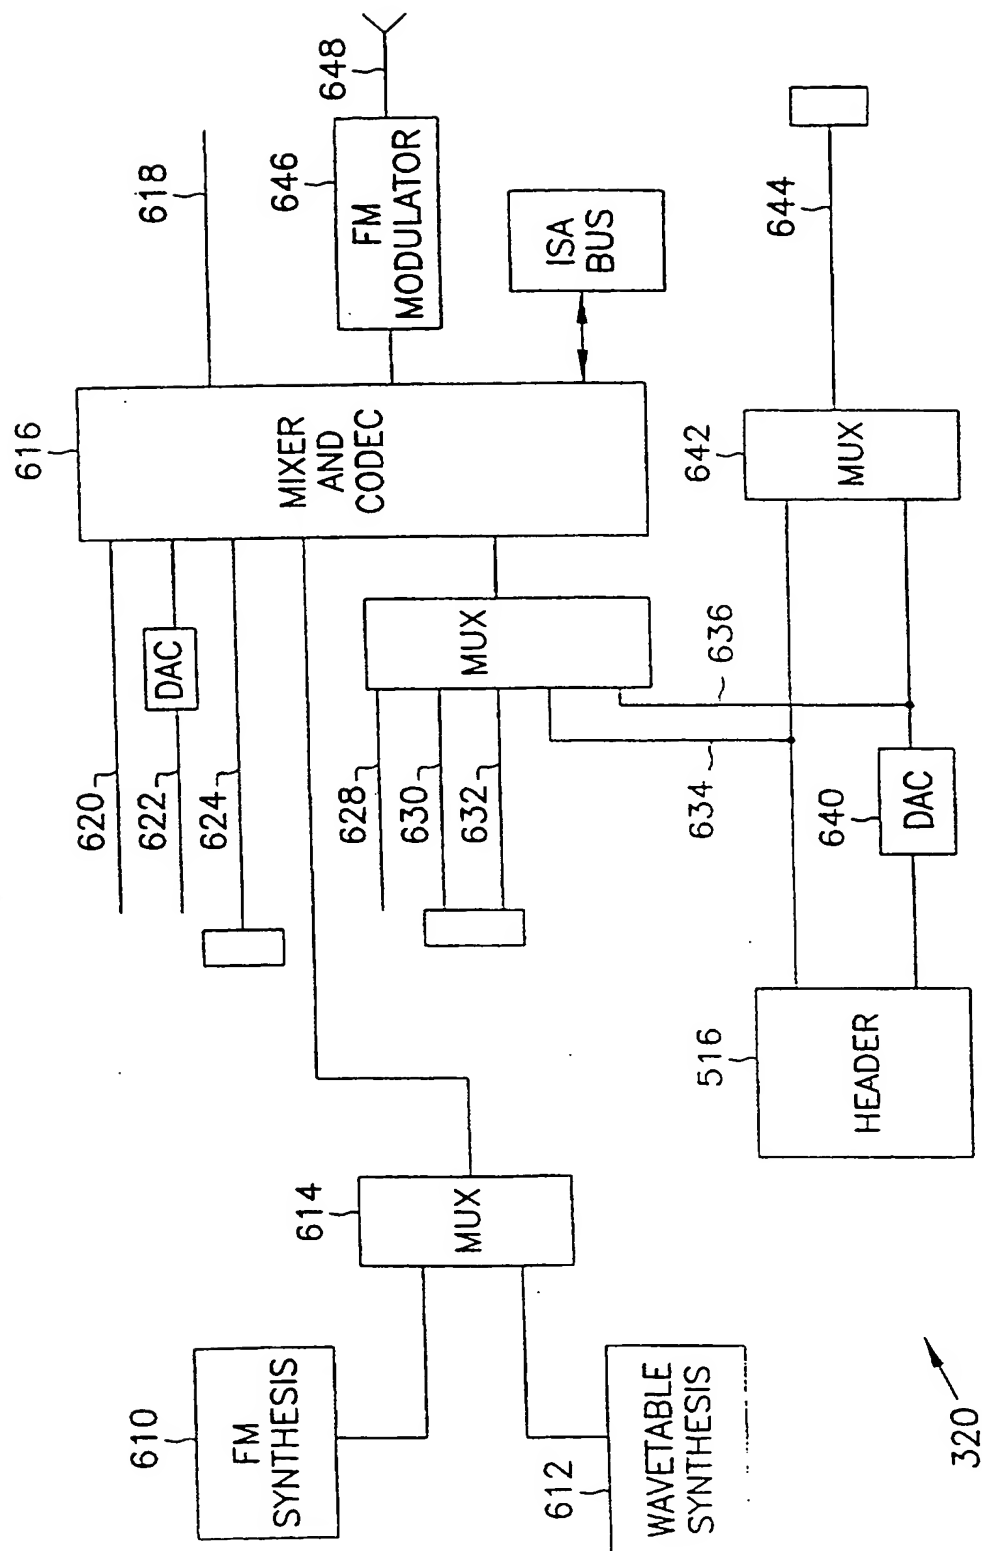 610
FM
SYNTHESIS
612
WAVETABLE
SYNTHESIS
614
MUX
620
622
DAC
624
616
MIXER
AND
CODEC
618
646
FM
MODULATOR
648
ISA
BUS
628
630
632
MUX
634
636
516
HEADER
640
DAC
642
MUX
644
320